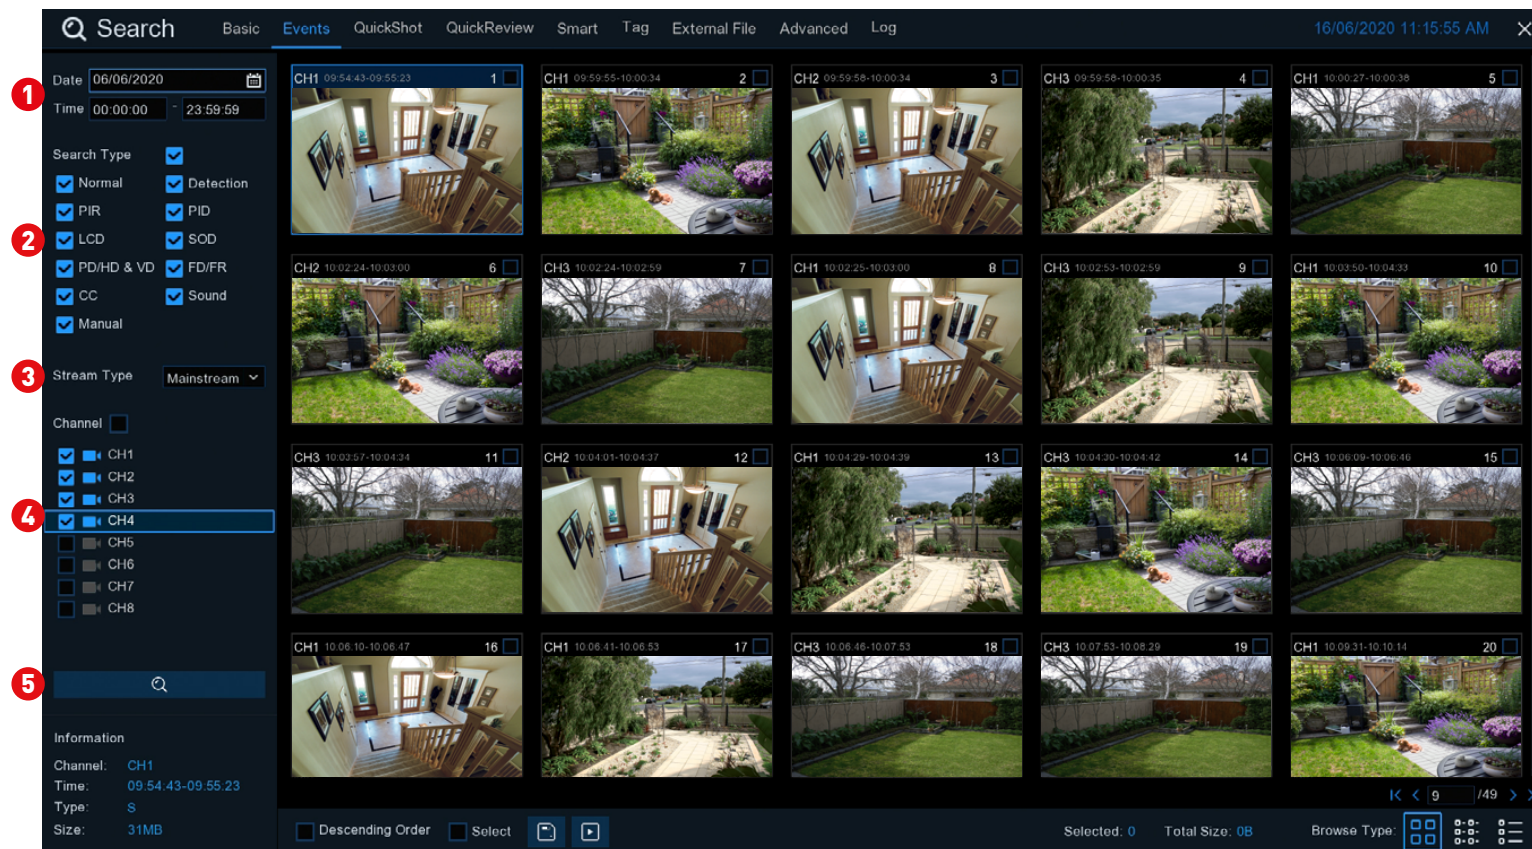 Search Basic Events QuickShot QuickReview Smart Tag External File Advanced Log 16/06/2020 11:15:55 AM
1
Date 06/06/2020
Time 00:00:00 - 23:59:59
2
Search Type
Normal Detection
PIR PID
LCD SOD
PD/HD & VD FD/FR
CC Sound
Manual
3
Stream Type Mainstream
Channel
4
CH1
CH2
CH3
CH4
CH5
CH6
CH7
CH8
5
Information
Channel: CH1
Time: 09:54:43-09:55:23
Type: S
Size: 31MB
CH1 09:54:43-09:55:23 1
CH1 09:59:55-10:00:34 2
CH2 09:59:58-10:00:34 3
CH3 09:59:58-10:00:35 4
CH1 10:00:27-10:00:38 5
CH2 10:02:24-10:03:00 6
CH3 10:02:24-10:02:59 7
CH1 10:02:25-10:03:00 8
CH3 10:02:53-10:02:59 9
CH1 10:03:50-10:04:33 10
CH3 10:03:57-10:04:34 11
CH2 10:04:01-10:04:37 12
CH1 10:04:29-10:04:39 13
CH3 10:04:30-10:04:42 14
CH3 10:06:09-10:06:46 15
CH1 10.06.10-10.06.47 16
CH1 10.06.41-10:06.53 17
CH3 10.06.46-10.07.53 18
CH3 10.07.53-10.08.29 19
CH1 10.09.31-10.10.14 20
9 /49
Descending Order Select Selected: 0 Total Size: 0B Browse Type: